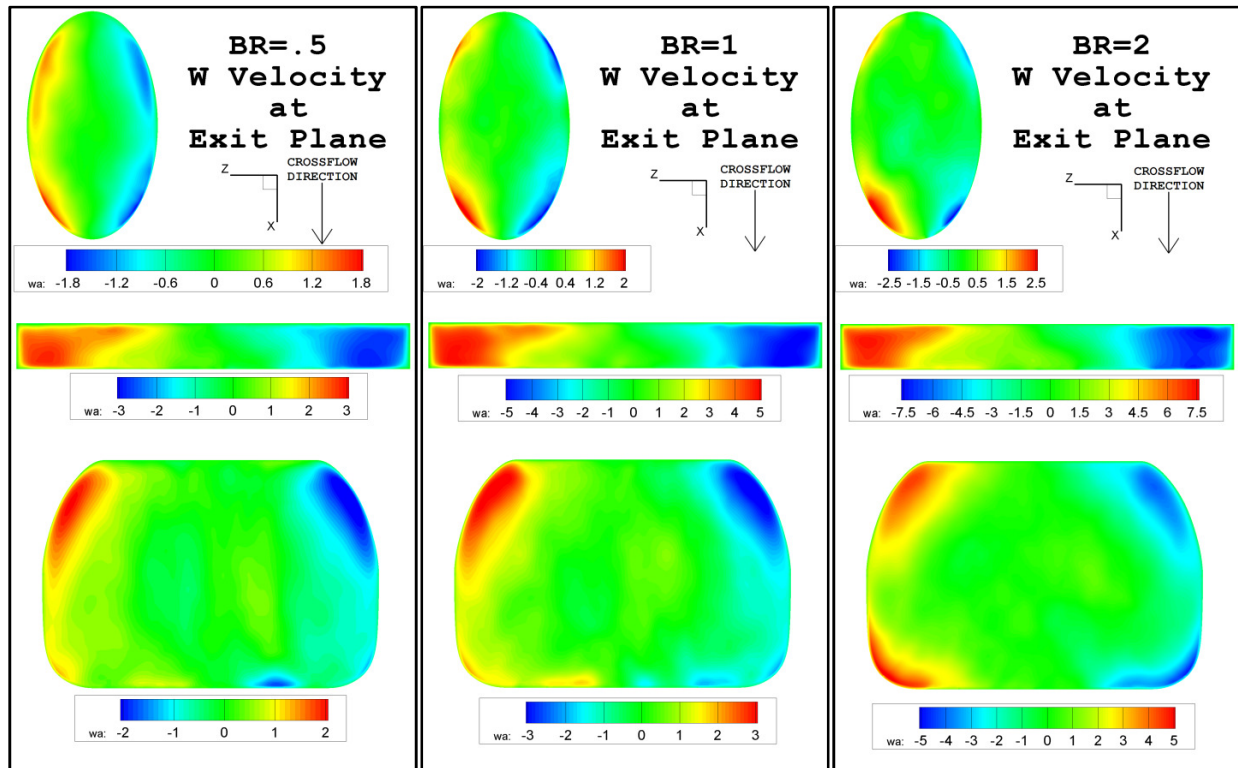 BR=.5
W Velocity
at
Exit Plane
Z
CROSSFLOW
DIRECTION
X
wa: -1.8 -1.2 -0.6 0 0.6 1.2 1.8
wa: -3 -2 -1 0 1 2 3
wa: -2 -1 0 1 2
BR=1
W Velocity
at
Exit Plane
Z
CROSSFLOW
DIRECTION
X
wa: -2 -1.2 -0.4 0.4 1.2 2
wa: -5 -4 -3 -2 -1 0 1 2 3 4 5
wa: -3 -2 -1 0 1 2 3
BR=2
W Velocity
at
Exit Plane
Z
CROSSFLOW
DIRECTION
X
wa: -2.5 -1.5 -0.5 0.5 1.5 2.5
wa: -7.5 -6 -4.5 -3 -1.5 0 1.5 3 4.5 6 7.5
wa: -5 -4 -3 -2 -1 0 1 2 3 4 5